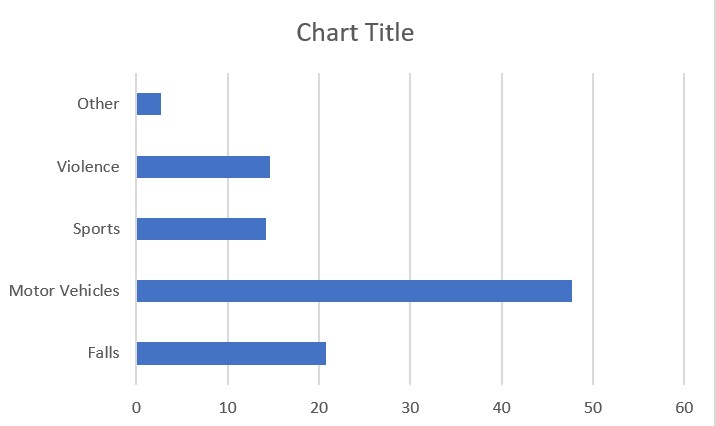 Chart Title
Other
Violence
Sports
Motor Vehicles
Falls
0 10 20 30 40 50 60